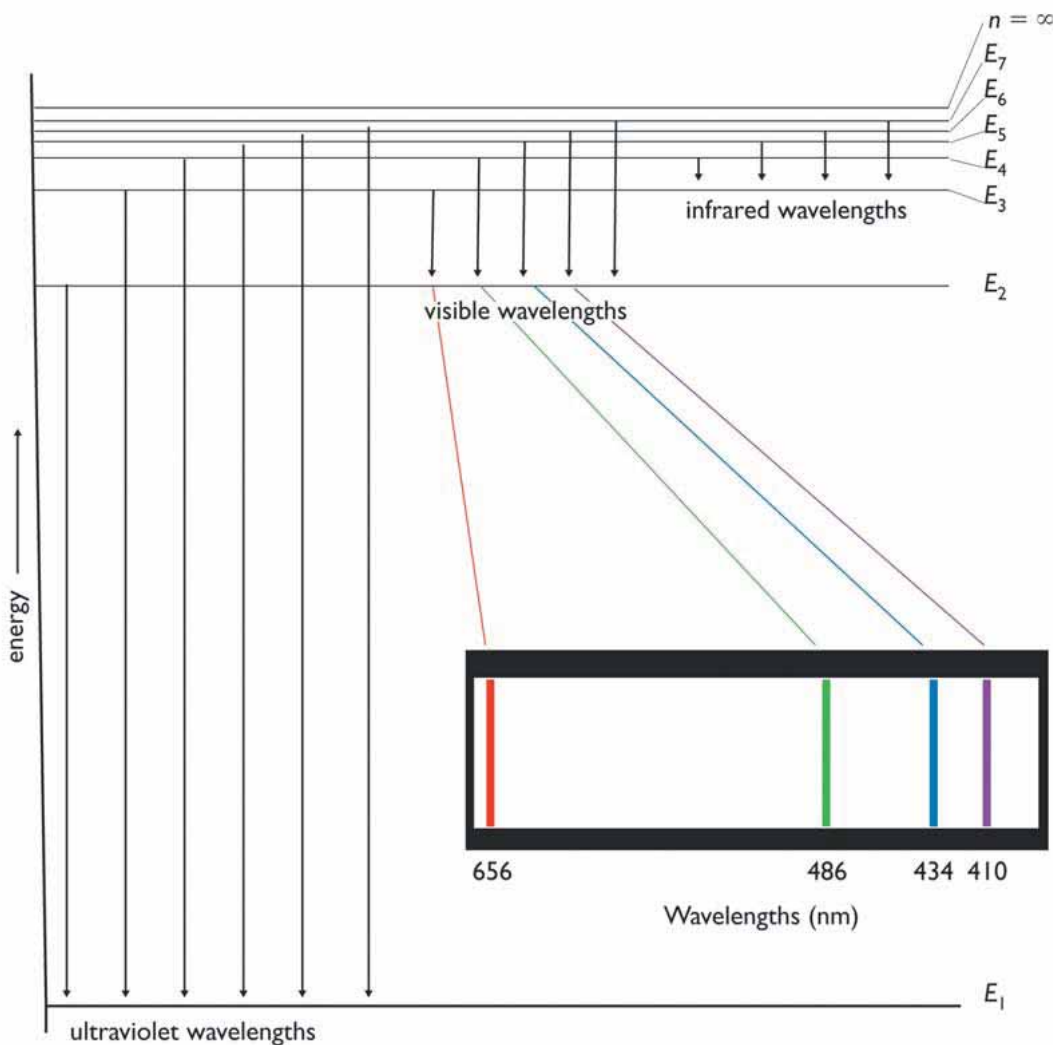 n = ∞
E₇
E₆
E₅
E₄
E₃
infrared wavelengths
E₂
visible wavelengths
energy
656 486 434 410
Wavelengths (nm)
E₁
ultraviolet wavelengths